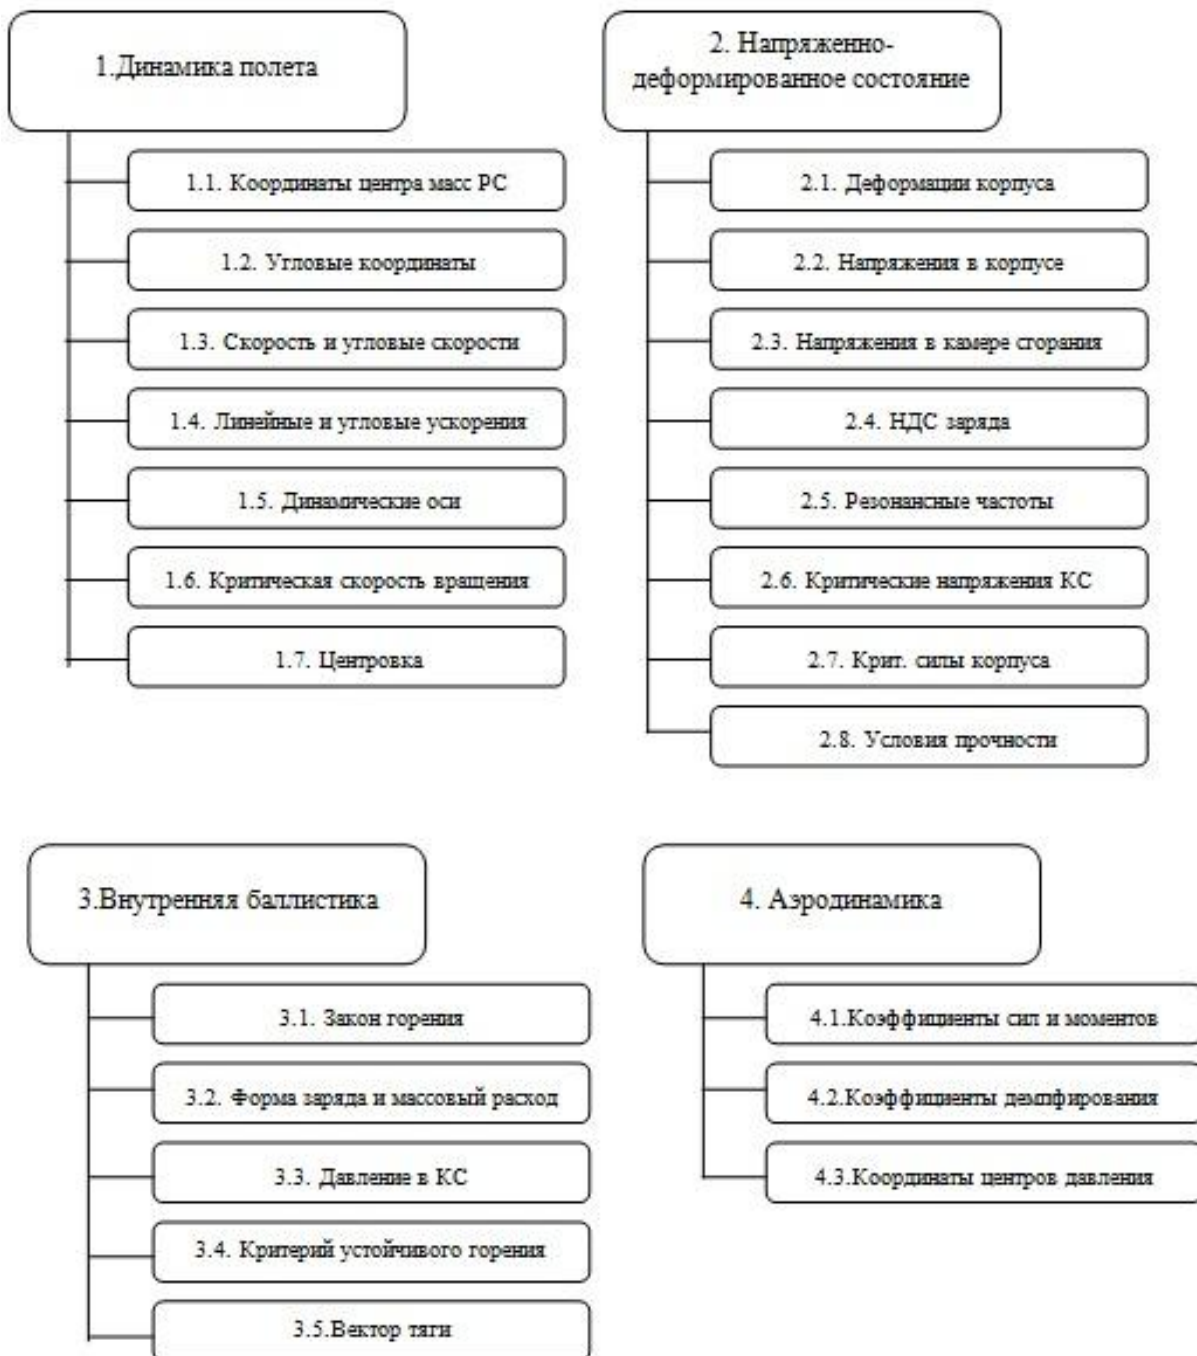 1.Динамика полета
1.1. Координаты центра масс РС
1.2. Угловые координаты
1.3. Скорость и угловые скорости
1.4. Линейные и угловые ускорения
1.5. Динамические оси
1.6. Критическая скорость вращения
1.7. Центровка
2. Напряженно-
деформированное состояние
2.1. Деформации корпуса
2.2. Напряжения в корпусе
2.3. Напряжения в камере сгорания
2.4. НДС заряда
2.5. Резонансные частоты
2.6. Критические напряжения КС
2.7. Крит. силы корпуса
2.8. Условия прочности
3.Внутренняя баллистика
3.1. Закон горения
3.2. Форма заряда и массовый расход
3.3. Давление в КС
3.4. Критерий устойчивого горения
3.5.Вектор тяги
4. Аэродинамика
4.1.Коэффициенты сил и моментов
4.2.Коэффициенты демпфирования
4.3.Координаты центров давления